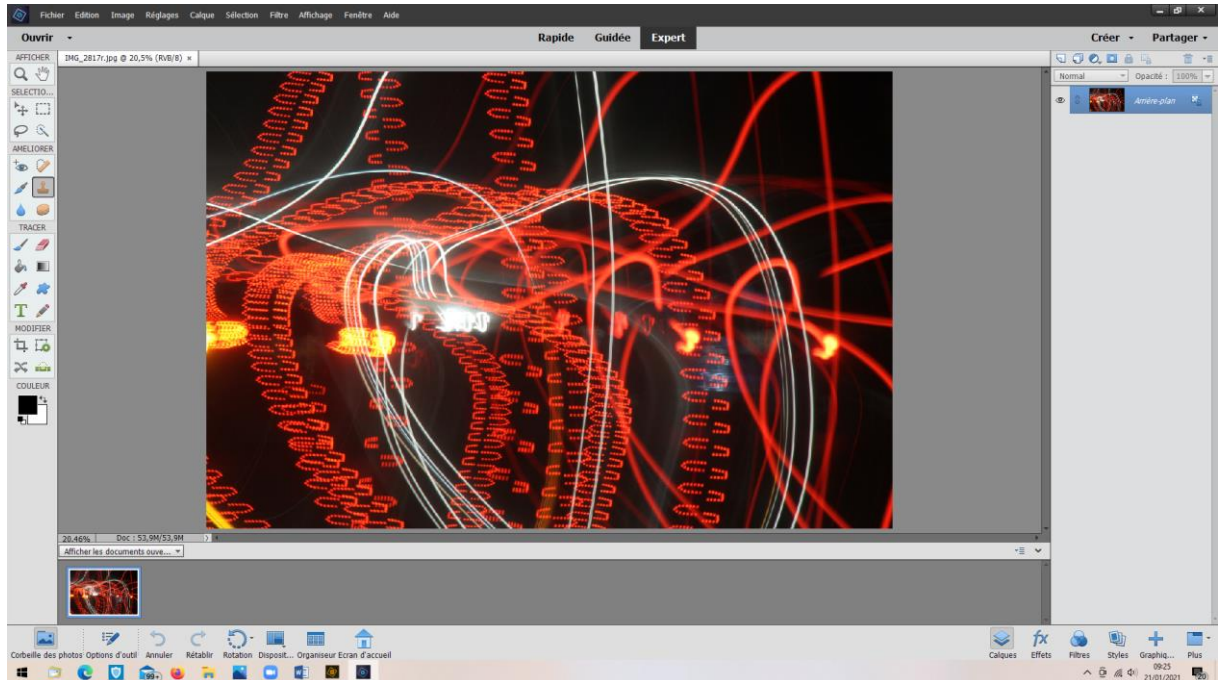 Fichier Edition Image Réglages Calque Sélection Filtre Affichage Fenêtre Aide
Ouvrir Rapide Guidée Expert Créer Partager
AFFICHER IMG_2817r.jpg @ 20,5% (RVB/8) ×
Normal Opacité : 100%
SELECTIO...
Arrière-plan
AMELIORER
TRACER
T
MODIFIER
COULEUR
20,46% Doc : 53,9M/53,9M
Afficher les documents ouve...
Corbeille des photos Options d'outil Annuler Rétablir Rotation Disposit... Organiseur Ecran d'accueil Calques Effets Filtres Styles Graphiq... Plus
99+ 09:25
21/01/2021 20